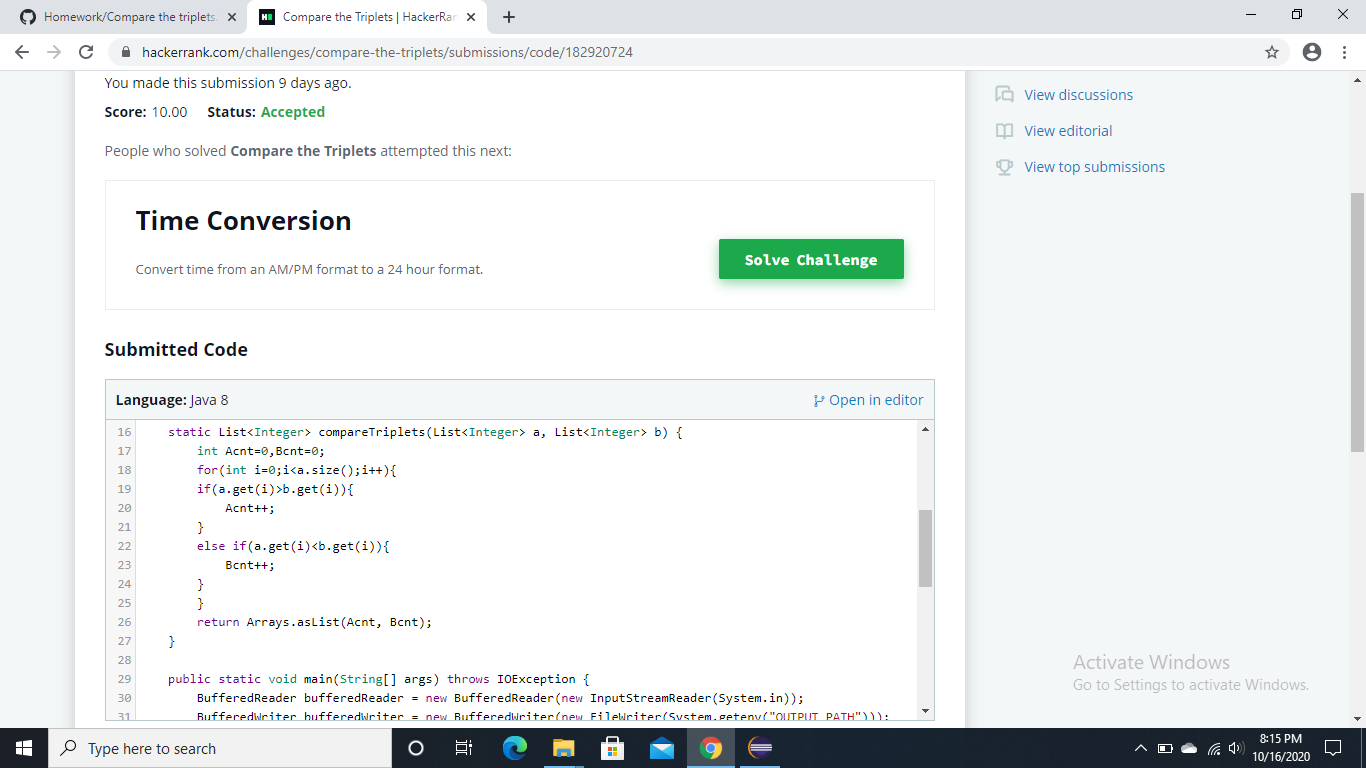 Homework/Compare the triplets.
Compare the Triplets | HackerRan
hackerrank.com/challenges/compare-the-triplets/submissions/code/182920724
You made this submission 9 days ago.
Score: 10.00 Status: Accepted
People who solved Compare the Triplets attempted this next:
Time Conversion
Convert time from an AM/PM format to a 24 hour format.
Solve Challenge
View discussions
View editorial
View top submissions
Submitted Code
Language: Java 8
Open in editor
16 static List<Integer> compareTriplets(List<Integer> a, List<Integer> b) {
17 int Acnt=0,Bcnt=0;
18 for(int i=0;i<a.size();i++){
19 if(a.get(i)>b.get(i)){
20 Acnt++;
21 }
22 else if(a.get(i)<b.get(i)){
23 Bcnt++;
24 }
25 }
26 return Arrays.asList(Acnt, Bcnt);
27 }
28
29 public static void main(String[] args) throws IOException {
30 BufferedReader bufferedReader = new BufferedReader(new InputStreamReader(System.in));
31 BufferedWriter bufferedWriter = new BufferedWriter(new FileWriter(System.getenv("OUTPUT_PATH")));
Activate Windows
Go to Settings to activate Windows.
Type here to search
8:15 PM
10/16/2020